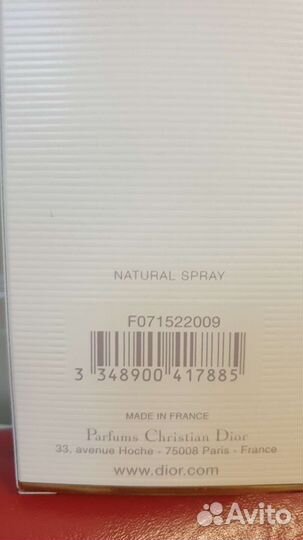 NATURAL SPRAY
F071522009
3 348900 417885
MADE IN FRANCE
Parfums Christian Dior
33, avenue Hoche - 75008 Paris - France
www.dior.com
Avito